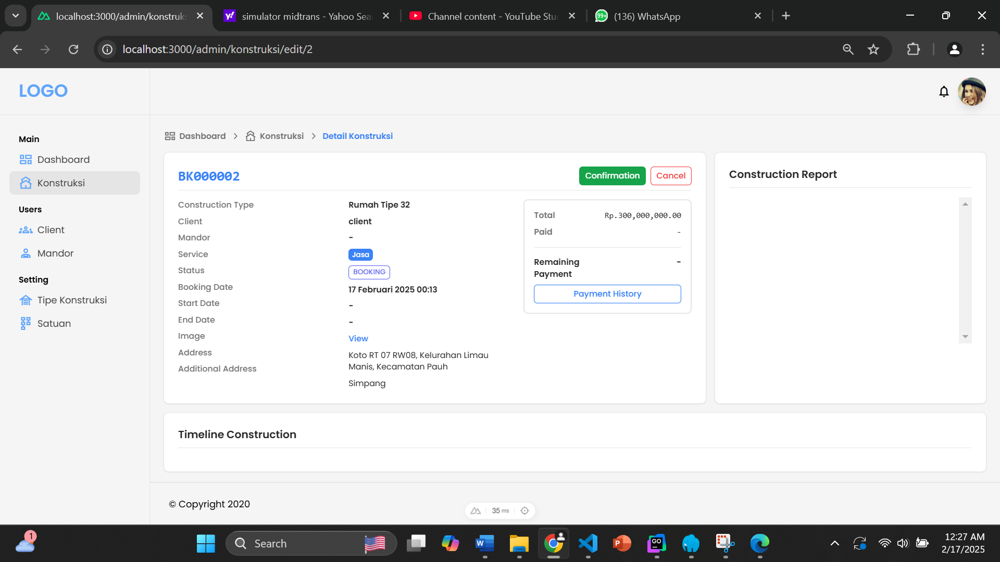 localhost:3000/admin/konstruks
simulator midtrans - Yahoo Sea
Channel content - YouTube Stu
99+
(136) WhatsApp
localhost:3000/admin/konstruksi/edit/2
LOGO
Main
Dashboard
Konstruksi
Users
Client
Mandor
Setting
Tipe Konstruksi
Satuan
Dashboard > Konstruksi > Detail Konstruksi
BK000002
Confirmation
Cancel
Construction Type Rumah Tipe 32
Client client
Mandor -
Service Jasa
Status BOOKING
Booking Date 17 Februari 2025 00:13
Start Date -
End Date -
Image View
Address Koto RT 07 RW08, Kelurahan Limau
Manis, Kecamatan Pauh
Additional Address Simpang
Total Rp.300,000,000.00
Paid -
Remaining -
Payment
Payment History
Construction Report
Timeline Construction
© Copyright 2020
35 ms
1
Search
12:27 AM
2/17/2025